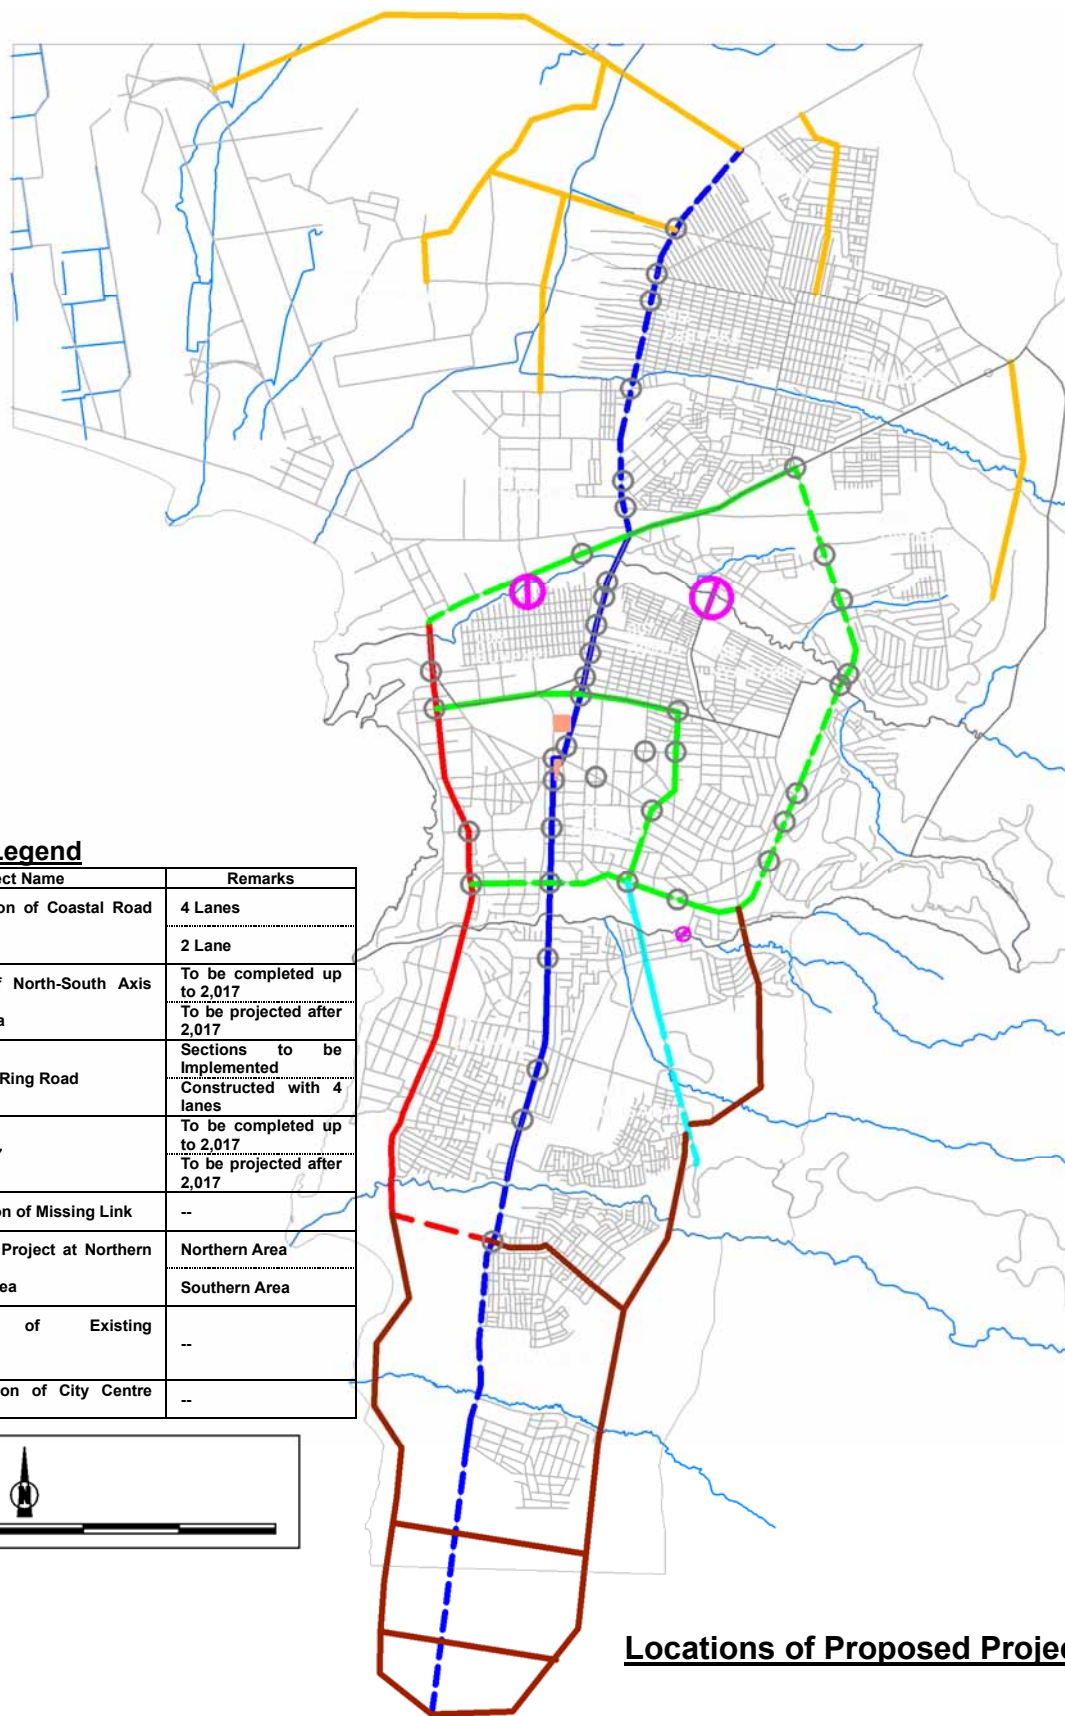 Legend
ect Name Remarks
on of Coastal Road 4 Lanes
2 Lane
f North-South Axis To be completed up
to 2,017
a To be projected after
2,017
Ring Road Sections to be
Implemented
Constructed with 4
lanes
To be completed up
to 2,017
To be projected after
2,017
on of Missing Link --
Project at Northern Northern Area
ea Southern Area
of Existing
--
on of City Centre --
N
Locations of Proposed Projec